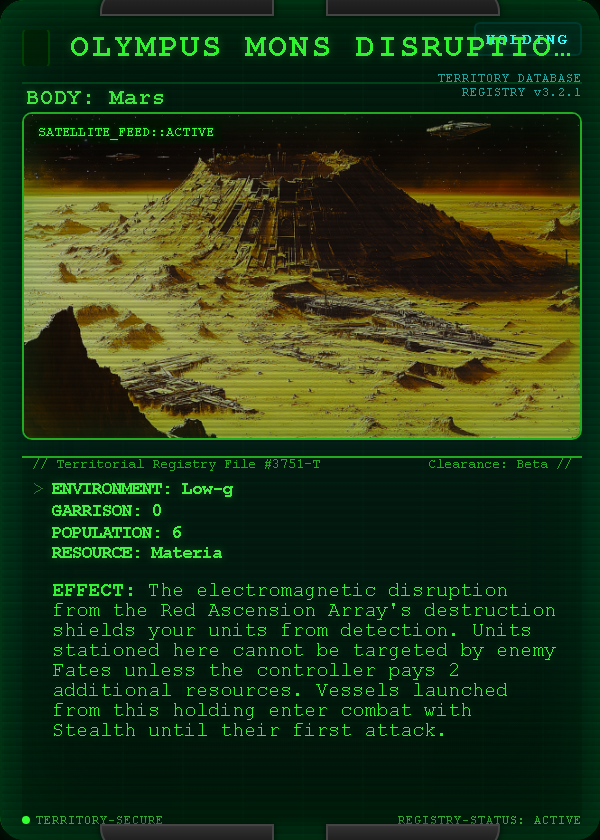 OLYMPUS MONS DISRUPTIO…
HOLDING
TERRITORY DATABASE
REGISTRY v3.2.1
BODY: Mars
SATELLITE_FEED::ACTIVE
// Territorial Registry File #3751-T
Clearance: Beta //
> ENVIRONMENT: Low-g
GARRISON: 0
POPULATION: 6
RESOURCE: Materia
EFFECT: The electromagnetic disruption
from the Red Ascension Array's destruction
shields your units from detection. Units
stationed here cannot be targeted by enemy
Fates unless the controller pays 2
additional resources. Vessels launched
from this holding enter combat with
Stealth until their first attack.
TERRITORY-SECURE
REGISTRY-STATUS: ACTIVE